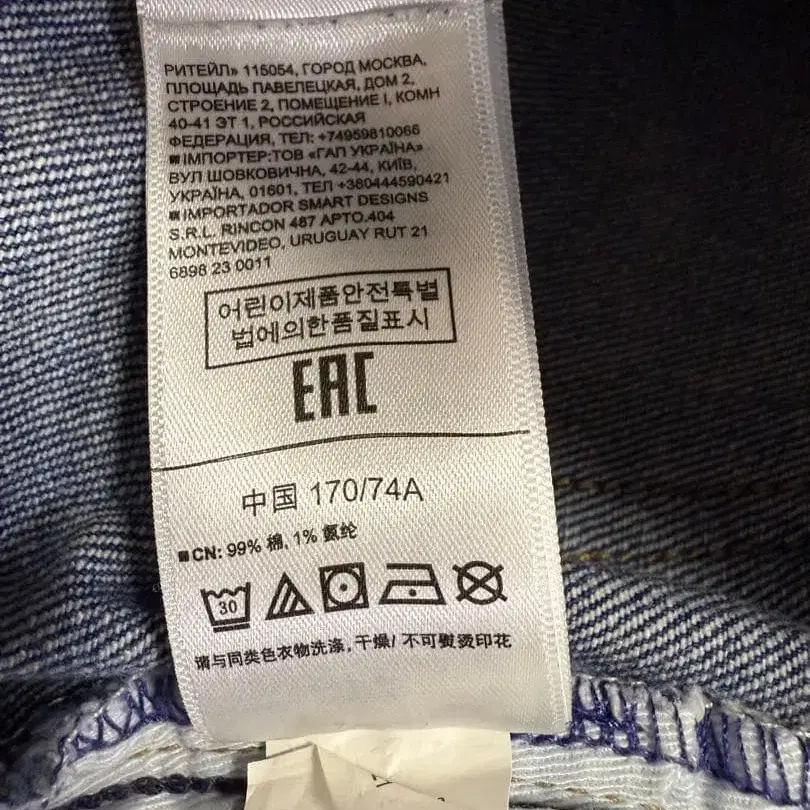 РИТЕЙЛ» 115054, ГОРОД МОСКВА,
ПЛОЩАДЬ ПАВЕЛЕЦКАЯ, ДОМ 2,
СТРОЕНИЕ 2, ПОМЕЩЕНИЕ I, КОМН
40-41 ЭТ 1, РОССИЙСКАЯ
ФЕДЕРАЦИЯ, ТЕЛ: +74959810066
■ІМПОРТЕР:ТОВ «ГАП УКРАЇНА»
ВУЛ ШОВКОВИЧНА, 42-44, КИЇВ,
УКРАЇНА, 01601, ТЕЛ +380444590421
■IMPORTADOR SMART DESIGNS
S.R.L. RINCON 487 APTO.404
MONTEVIDEO, URUGUAY RUT 21
6898 23 0011
어린이제품안전특별
법에의한품질표시
EAC
中国 170/74A
■CN: 99% 棉, 1% 氨纶
30
请与同类色衣物洗涤, 干燥/ 不可熨烫印花